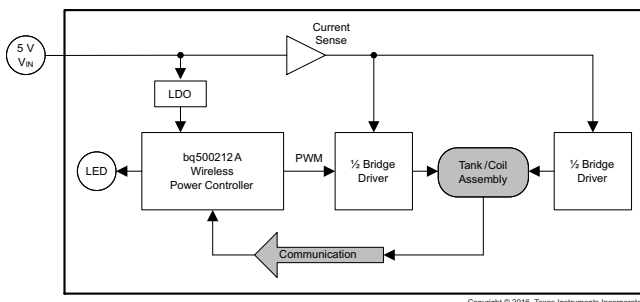 Current
Sense
5 V
VIN
LDO
LED
bq500212A
Wireless
Power Controller
PWM
½ Bridge
Driver
Tank/Coil
Assembly
½ Bridge
Driver
Communication
Copyright © 2016, Texas Instruments Incorporated